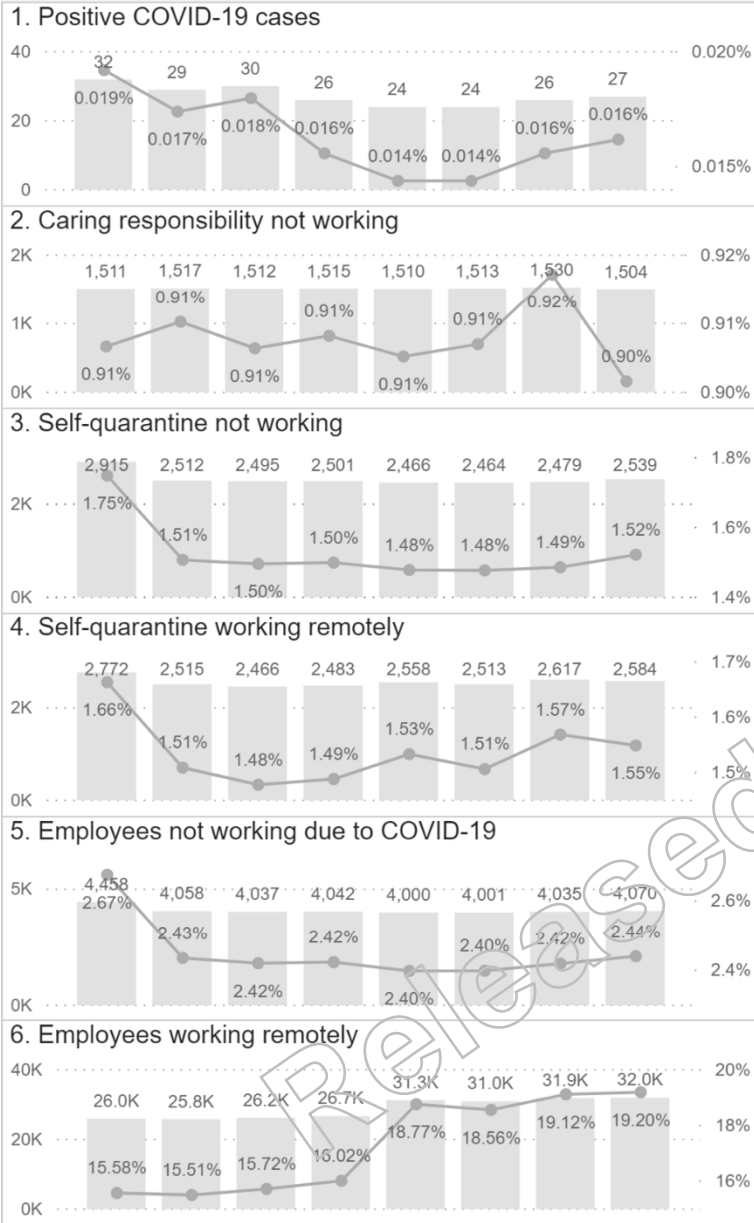 1. Positive COVID-19 cases
40 32 29 30 26 24 24 26 27 0.020%
0.019% 0.017% 0.018% 0.016% 0.014% 0.014% 0.016% 0.016%
20
0.015%
0
2. Caring responsibility not working
2K 1,511 1,517 1,512 1,515 1,510 1,513 1,530 1,504 0.92%
0.91% 0.91% 0.91% 0.91% 0.91% 0.91% 0.92% 0.90%
1K 0.91%
0K 0.90%
3. Self-quarantine not working
2,915 2,512 2,495 2,501 2,466 2,464 2,479 2,539 1.8%
2K 1.75% 1.51% 1.50% 1.50% 1.48% 1.48% 1.49% 1.52%
1.6%
0K 1.4%
4. Self-quarantine working remotely
2,772 2,515 2,466 2,483 2,558 2,513 2,617 2,584 1.7%
2K 1.66% 1.51% 1.48% 1.49% 1.53% 1.51% 1.57% 1.55%
1.6%
1.5%
0K
5. Employees not working due to COVID-19
5K 4,458 4,058 4,037 4,042 4,000 4,001 4,035 4,070 2.6%
2.67% 2.43% 2.42% 2.42% 2.40% 2.40% 2.42% 2.44%
2.4%
0K
6. Employees working remotely
40K 26.0K 25.8K 26.2K 26.7K 31.3K 31.0K 31.9K 32.0K 20%
20K 15.58% 15.51% 15.72% 16.02% 18.77% 18.56% 19.12% 19.20% 18%
16%
0K
Released